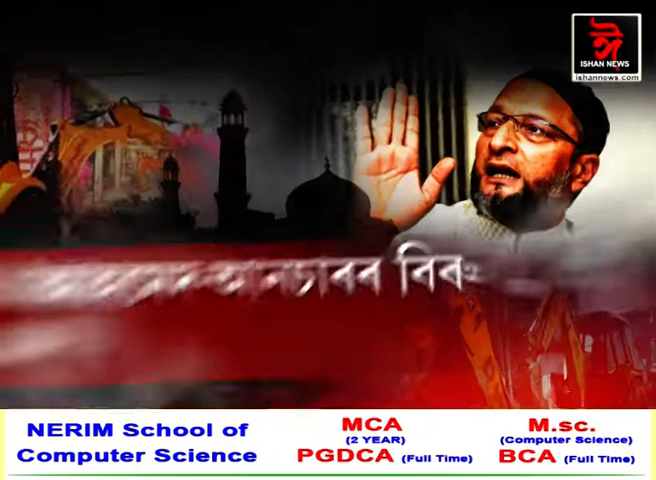 ঈ
ISHAN NEWS
ishannews.com
NERIM School of
Computer Science
MCA
(2 YEAR)
PGDCA (Full Time)
M.sc.
(Computer Science)
BCA (Full Time)